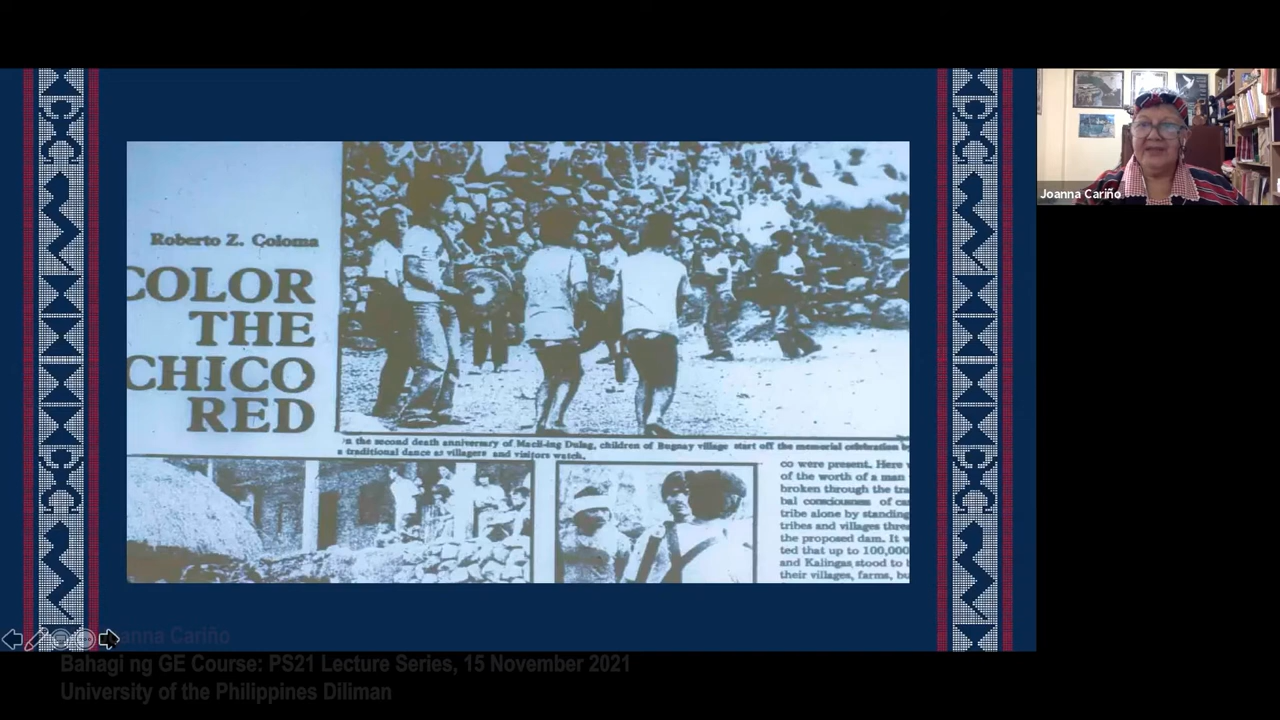 Roberto Z. Coloma
COLOR
THE
CHICO
RED
n the second death anniversary of Macli-ing Dulag, children of Bugnay village start off the memorial celebration b
a traditional dance as villagers and visitors watch.
co were present. Here
of the worth of a man
broken through the tra
bal consciousness of
tribe alone by standing
tribes and villages
the proposed dam. It
ted that up to 100,000
and Kalingas stood to
their villages, farms, bu
Joanna Cariño
Joanna Cariño
Bahagi ng GE Course: PS21 Lecture Series, 15 November 2021
University of the Philippines Diliman